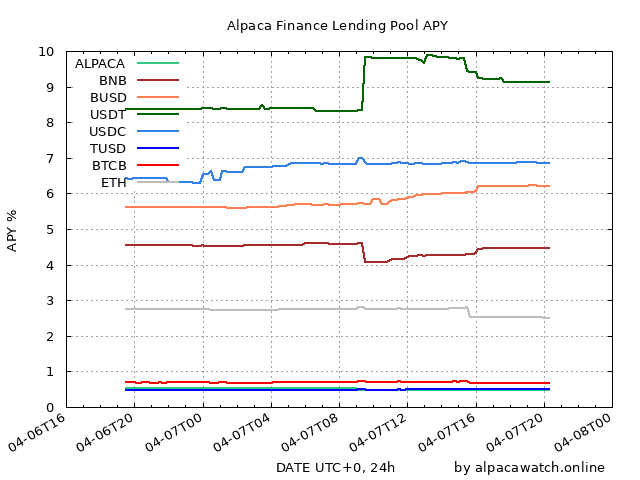 Alpaca Finance Lending Pool APY
APY %
10
9
8
7
6
5
4
3
2
1
0
ALPACA
BNB
BUSD
USDT
USDC
TUSD
BTCB
ETH
04-06T16
04-06T20
04-07T00
04-07T04
04-07T08
04-07T12
04-07T16
04-07T20
04-08T00
DATE UTC+0, 24h
by alpacawatch.online